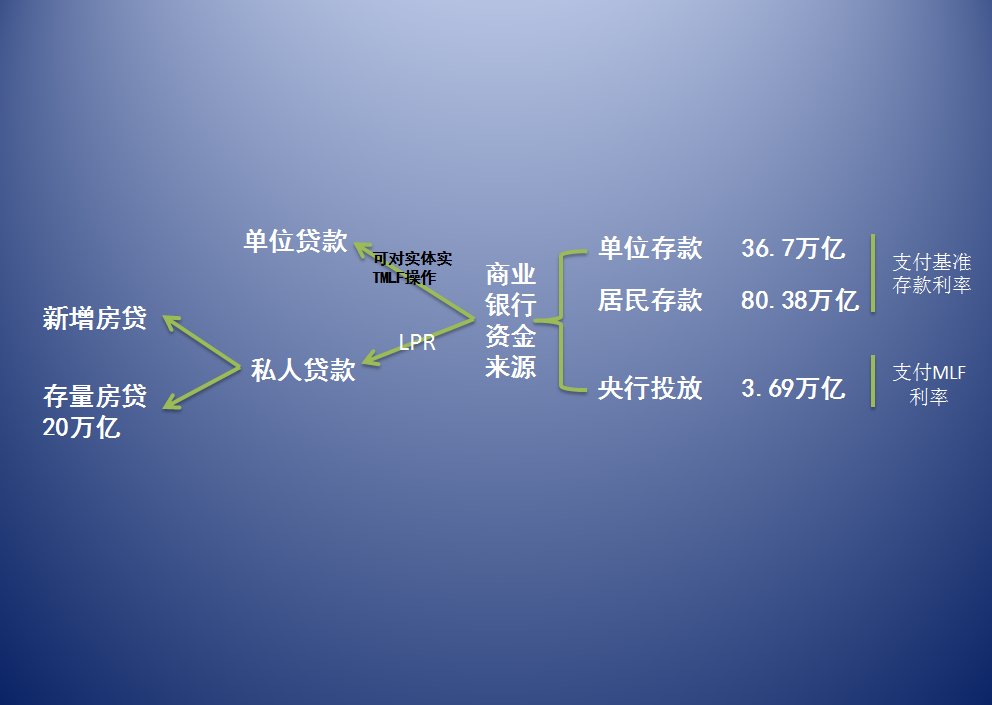 单位贷款
可对实体实
TMLF操作
LPR
私人贷款
新增房贷
存量房贷
20万亿
商业
银行
资金
来源
单位存款 36.7万亿
居民存款 80.38万亿
支付基准
存款利率
央行投放 3.69万亿
支付MLF
利率